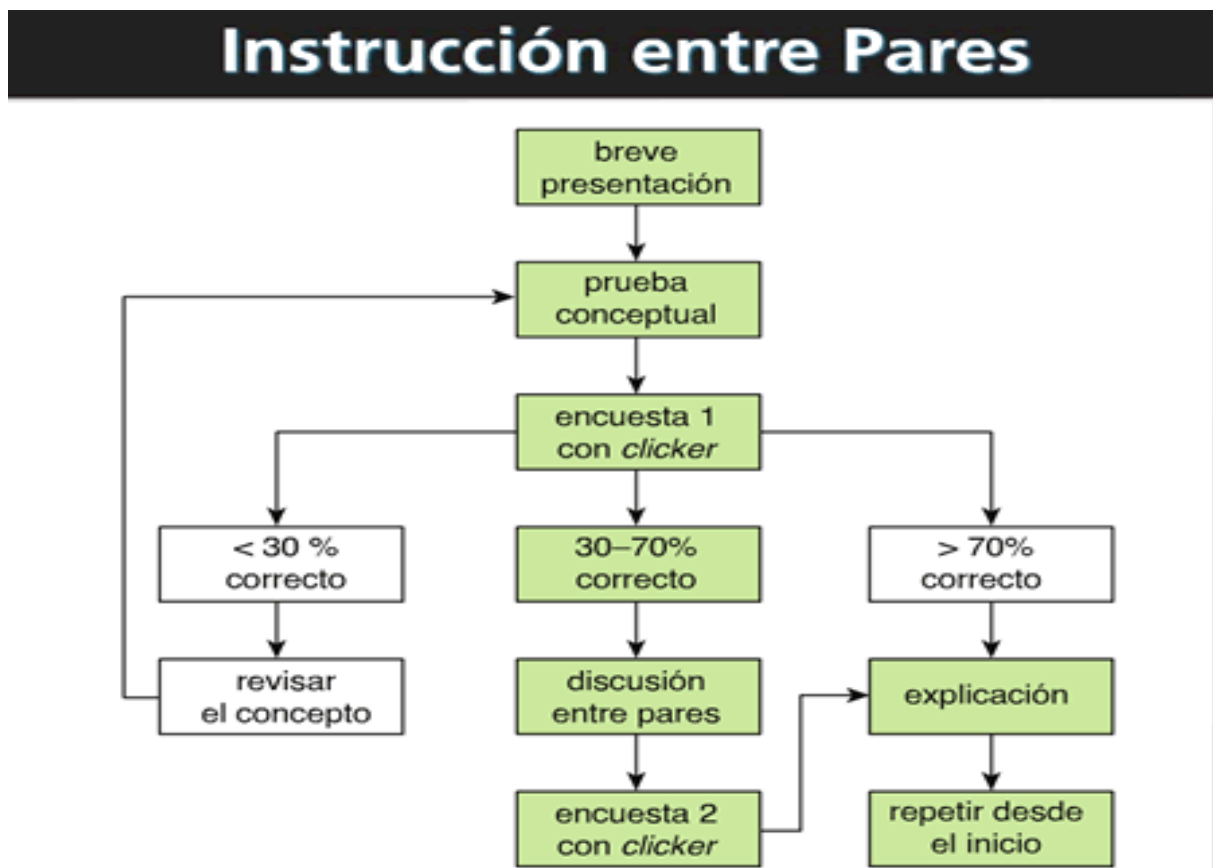 Instrucción entre Pares
breve
presentación
prueba
conceptual
encuesta 1
con clicker
< 30 %
correcto
30–70%
correcto
> 70%
correcto
revisar
el concepto
discusión
entre pares
explicación
encuesta 2
con clicker
repetir desde
el inicio